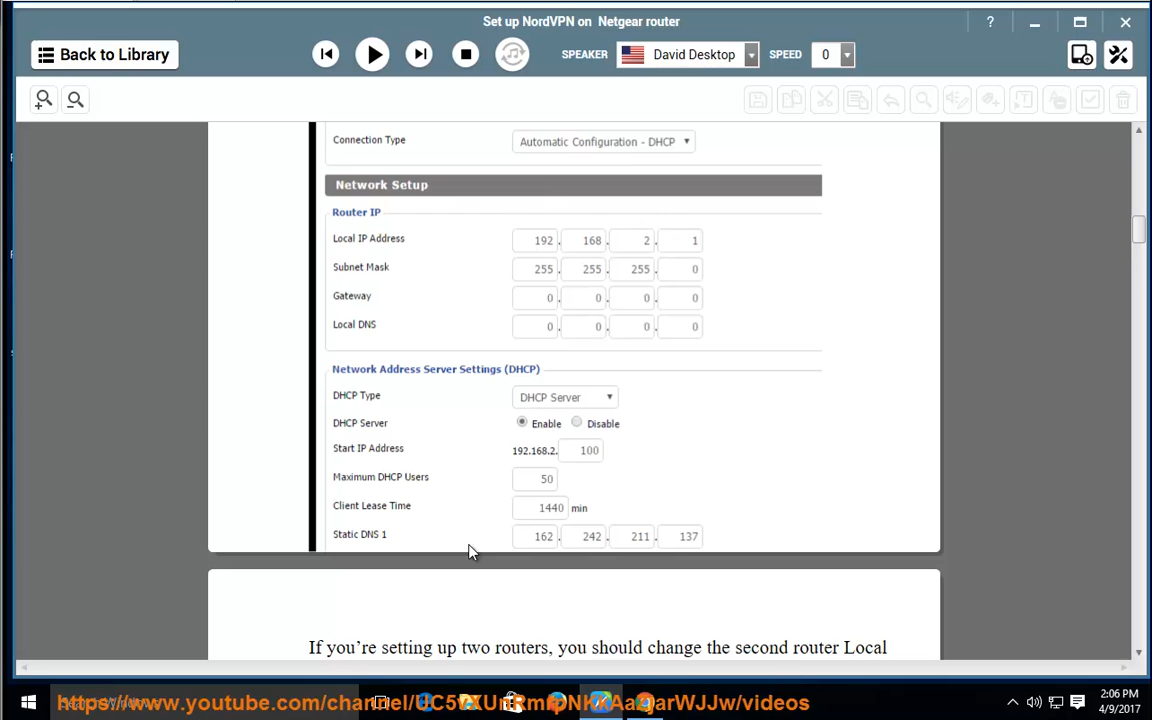 Set up NordVPN on Netgear router
?
Back to Library
SPEAKER David Desktop SPEED 0
Connection Type Automatic Configuration - DHCP
Network Setup
Router IP
Local IP Address 192. 168. 2. 1
Subnet Mask 255. 255. 255. 0
Gateway 0. 0. 0. 0
Local DNS 0. 0. 0. 0
Network Address Server Settings (DHCP)
DHCP Type DHCP Server
DHCP Server Enable Disable
Start IP Address 192.168.2. 100
Maximum DHCP Users 50
Client Lease Time 1440 min
Static DNS 1 162. 242. 211. 137
If you’re setting up two routers, you should change the second router Local
2:06 PM
4/9/2017